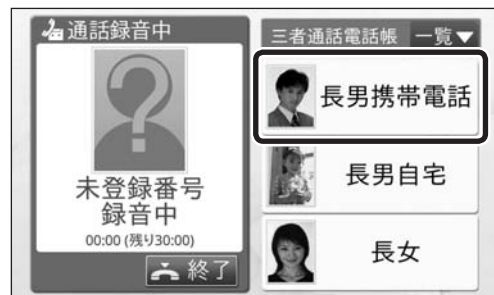 通話録音中
未登録番号
録音中
00:00 (残り30:00)
終了
三者通話電話帳 一覧▼
長男携帯電話
長男自宅
長女